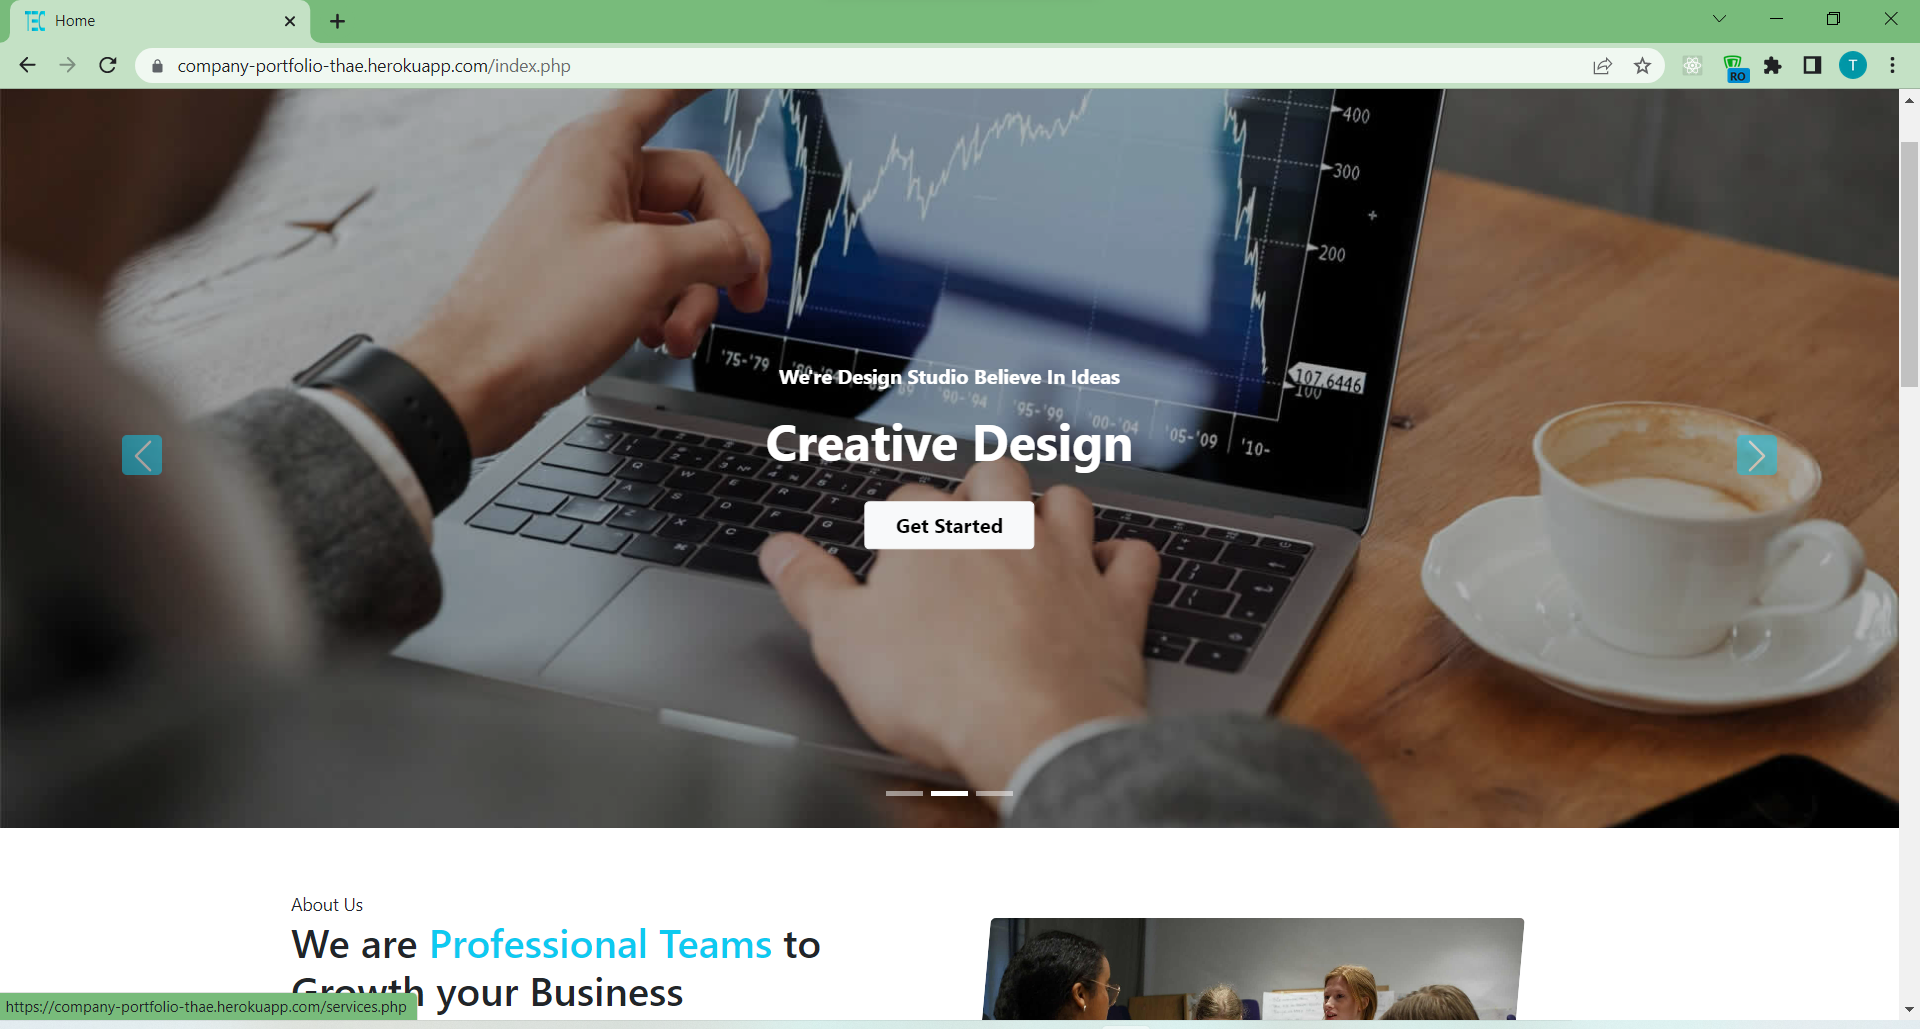 TEC Home
company-portfolio-thae.herokuapp.com/index.php
RO
T
400
300
200
107.6446
100
'75-'79
'90-'94
'95-'99
'00-'04
'05-'09
'10-
We're Design Studio Believe In Ideas
Creative Design
Get Started
About Us
We are Professional Teams to
Growth your Business
https://company-portfolio-thae.herokuapp.com/services.php